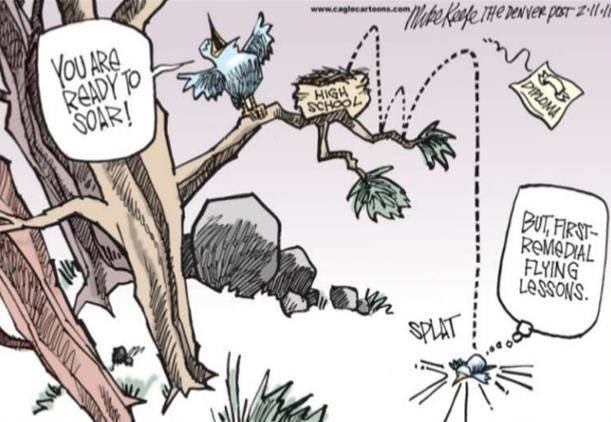 www.caglecartoons.com
Mike Keefe THE DENVER POST 2-11-11
YOU ARE
READY TO
SOAR!
HIGH
SCHOOL
DIPLOMA
BUT, FIRST-
REMEDIAL
FLYING
LESSONS.
SPLAT